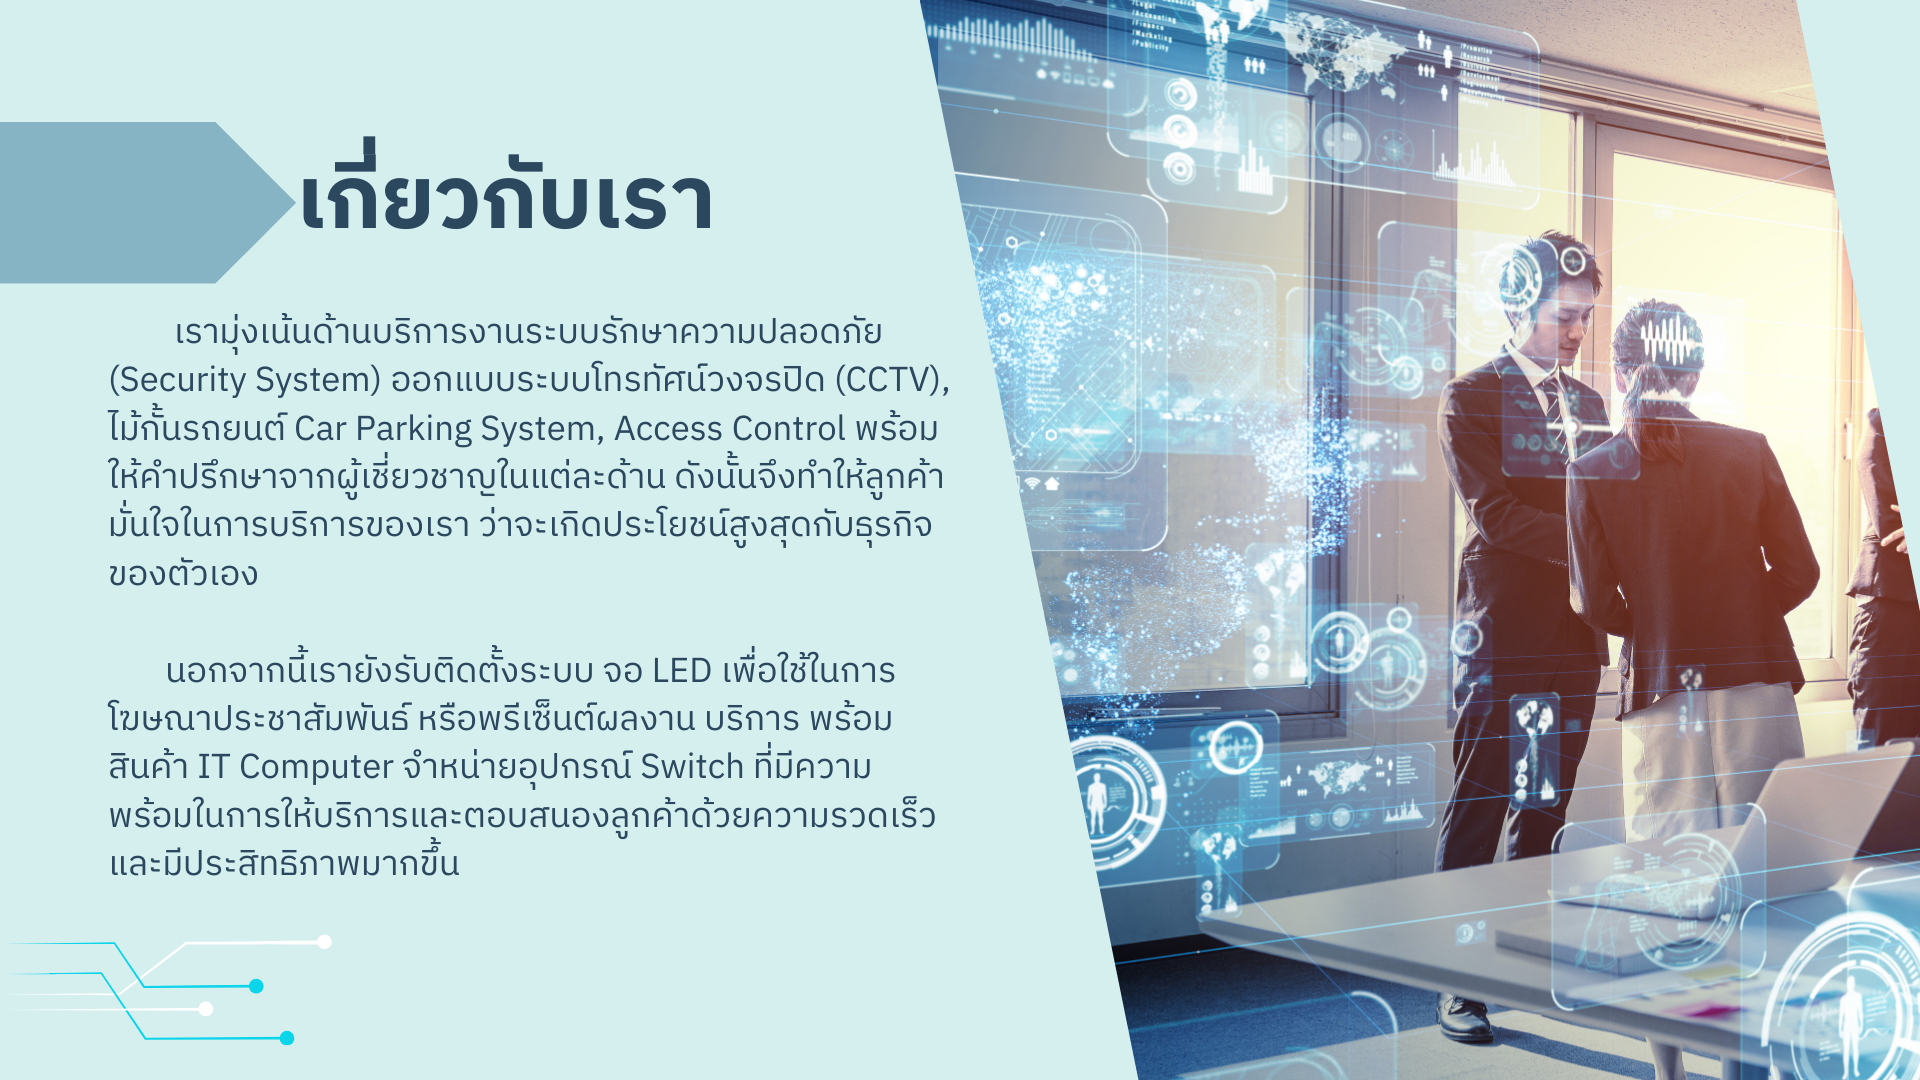 เกี่ยวกับเรา
เรามุ่งเน้นด้านบริการงานระบบรักษาความปลอดภัย
(Security System) ออกแบบระบบโทรทัศน์วงจรปิด (CCTV),
ไม้กั้นรถยนต์ Car Parking System, Access Control พร้อม
ให้คำปรึกษาจากผู้เชี่ยวชาญในแต่ละด้าน ดังนั้นจึงทำให้ลูกค้า
มั่นใจในการบริการของเรา ว่าจะเกิดประโยชน์สูงสุดกับธุรกิจ
ของตัวเอง
นอกจากนี้เรายังรับติดตั้งระบบ จอ LED เพื่อใช้ในการ
โฆษณาประชาสัมพันธ์ หรือพรีเซ็นต์ผลงาน บริการ พร้อม
สินค้า IT Computer จำหน่ายอุปกรณ์ Switch ที่มีความ
พร้อมในการให้บริการและตอบสนองลูกค้าด้วยความรวดเร็ว
และมีประสิทธิภาพมากขึ้น
/Legal
/Accounting
/Finance
/Marketing
/Publicity